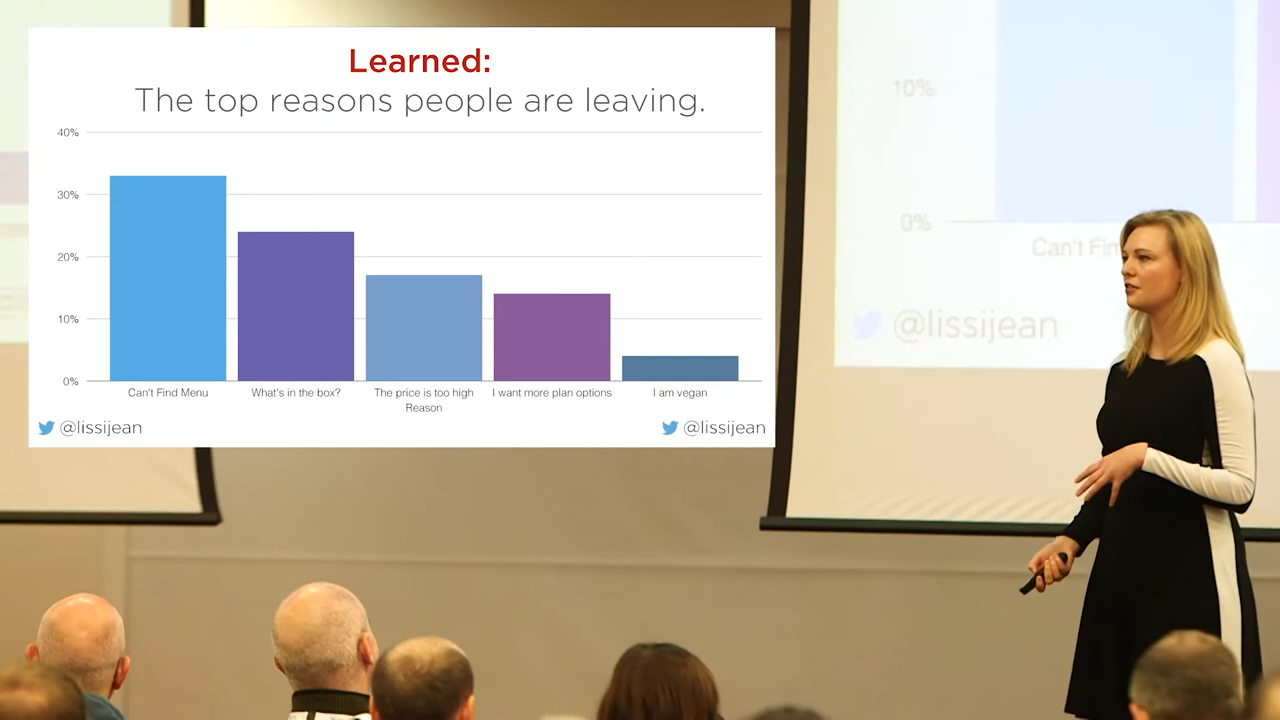 Learned:
The top reasons people are leaving.
40%
30%
20%
10%
0%
Can't Find Menu
What's in the box?
The price is too high
I want more plan options
I am vegan
Reason
@lissijean
@lissijean
10%
0%
Can't Fin
@lissijean